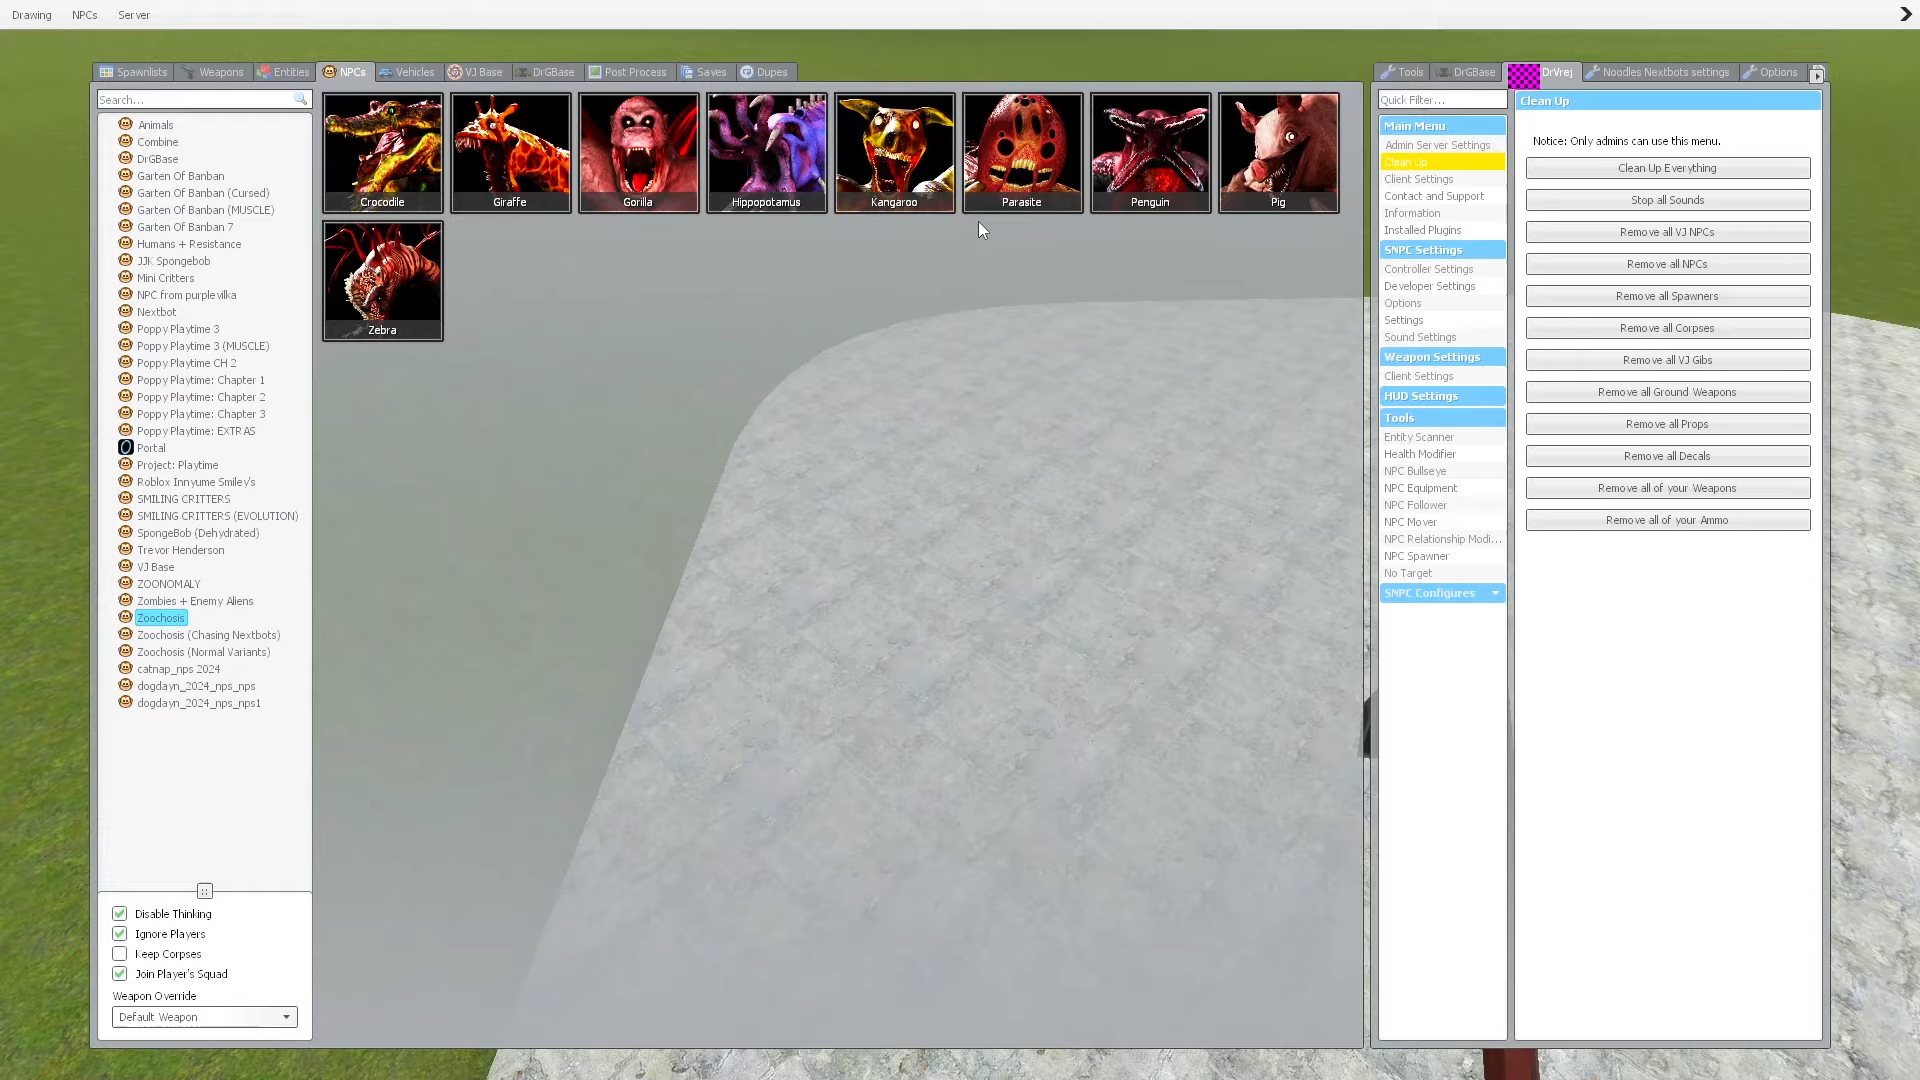 Drawing NPCs Server
Spawnlists Weapons Entities NPCs Vehicles VJ Base DrGBase Post Process Saves Dupes
Search...
Animals
Combine
DrGBase
Garten Of Banban
Garten Of Banban (Cursed)
Garten Of Banban (MUSCLE)
Garten Of Banban 7
Humans + Resistance
JJK Spongebob
Mini Critters
NPC from purplevilka
Nextbot
Poppy Playtime 3
Poppy Playtime 3 (MUSCLE)
Poppy Playtime CH 2
Poppy Playtime: Chapter 1
Poppy Playtime: Chapter 2
Poppy Playtime: Chapter 3
Poppy Playtime: EXTRAS
Portal
Project: Playtime
Roblox Innyume Smiley's
SMILING CRITTERS
SMILING CRITTERS (EVOLUTION)
SpongeBob (Dehydrated)
Trevor Henderson
VJ Base
ZOONOMALY
Zombies + Enemy Aliens
Zoochosis
Zoochosis (Chasing Nextbots)
Zoochosis (Normal Variants)
catnap_nps 2024
dogdayn_2024_nps_nps
dogdayn_2024_nps_nps1
Disable Thinking
Ignore Players
Keep Corpses
Join Player's Squad
Weapon Override
Default Weapon
Crocodile Giraffe Gorilla Hippopotamus Kangaroo Parasite Penguin Pig
Zebra
Tools DrGBase DrVrej Noodles Nextbots settings Options
Quick Filter...
Main Menu
Admin Server Settings
Clean Up
Client Settings
Contact and Support
Information
Installed Plugins
SNPC Settings
Controller Settings
Developer Settings
Options
Settings
Sound Settings
Weapon Settings
Client Settings
HUD Settings
Tools
Entity Scanner
Health Modifier
NPC Bullseye
NPC Equipment
NPC Follower
NPC Mover
NPC Relationship Modi...
NPC Spawner
No Target
SNPC Configures
Clean Up
Notice: Only admins can use this menu.
Clean Up Everything
Stop all Sounds
Remove all VJ NPCs
Remove all NPCs
Remove all Spawners
Remove all Corpses
Remove all VJ Gibs
Remove all Ground Weapons
Remove all Props
Remove all Decals
Remove all of your Weapons
Remove all of your Ammo